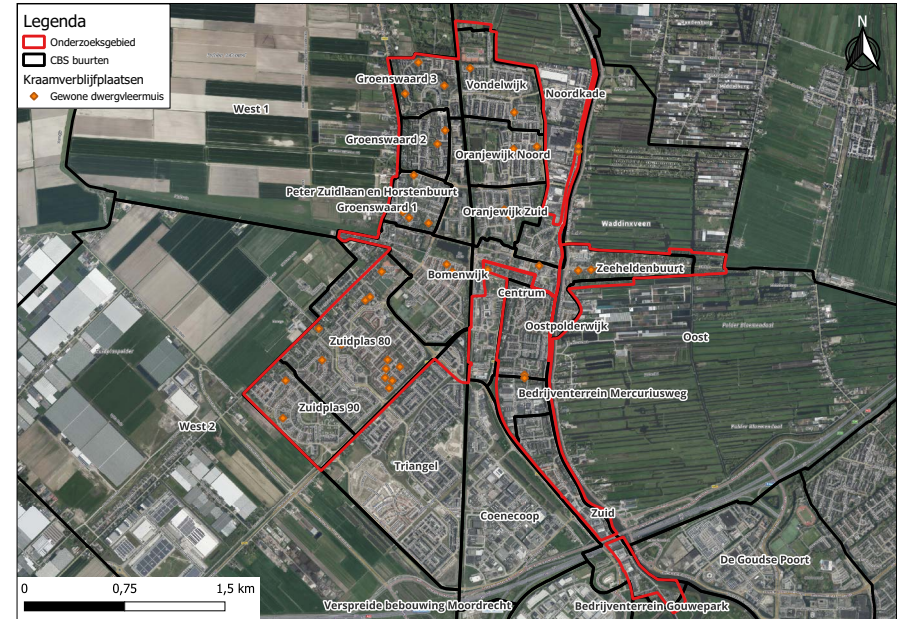 Legenda
Onderzoeksgebied
CBS buurten
Kraamverblijfplaatsen
Gewone dwergvleermuis
N
Groenswaard 3
Vondelwijk
Noordkade
West 1
Groenswaard 2
Oranjewijk Noord
Peter Zuidlaan en Horstenbuurt
Groenswaard 1
Oranjewijk Zuid
Waddinxveen
Bomenwijk
Zeeheldenbuurt
Centrum
Oostpolderwijk
Oost
Zuidplas 80
Bedrijventerrein Mercuriusweg
Zuidplas 90
West 2
Triangel
Coenecoop
Zuid
De Goudse Poort
Verspreide bebouwing Moordrecht
Bedrijventerrein Gouwepark
0 0,75 1,5 km